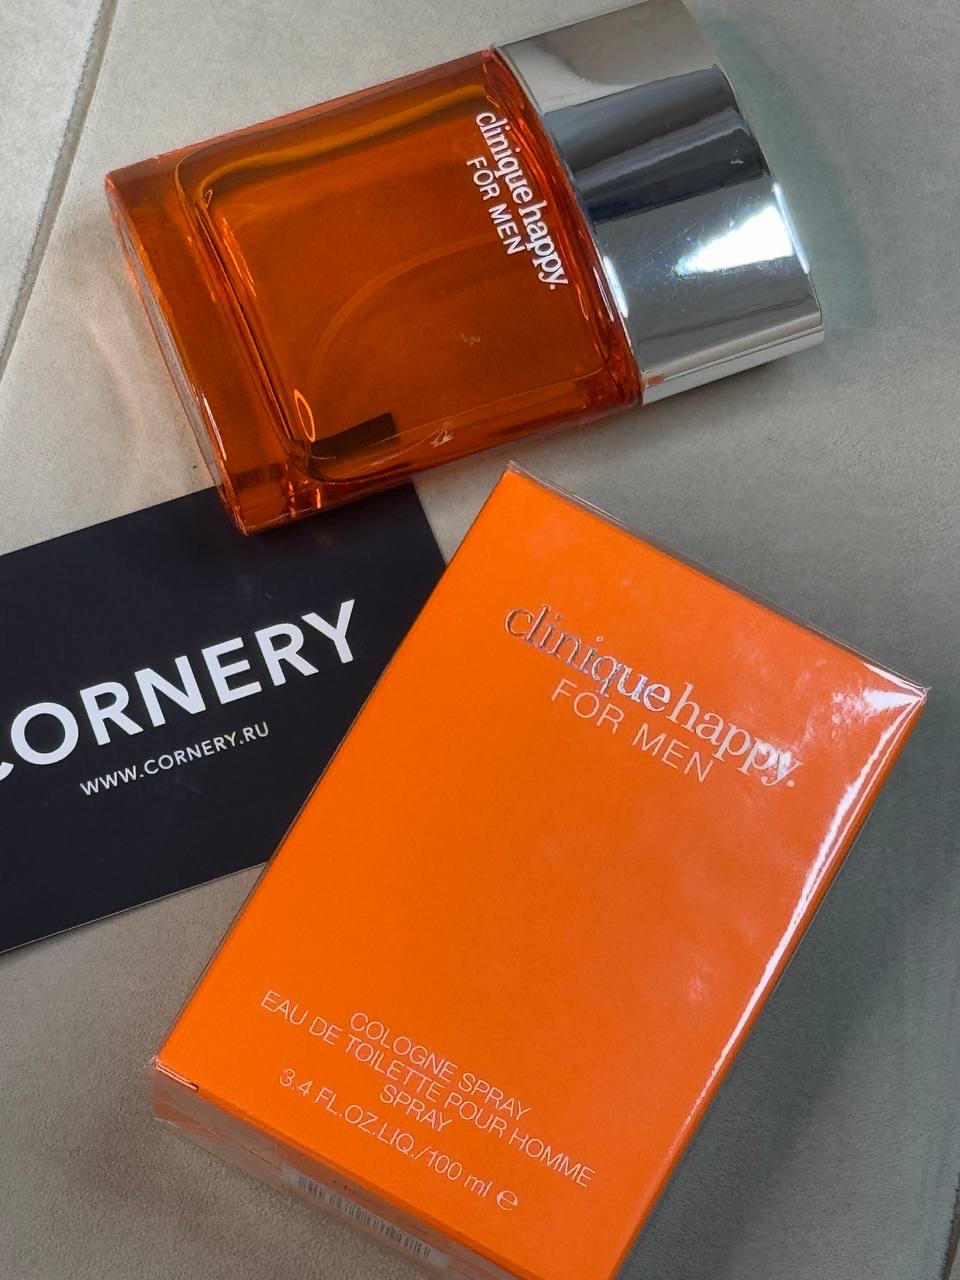 clinique happy.
FOR MEN
CORNERY
WWW.CORNERY.RU
clinique happy.
FOR MEN
COLOGNE SPRAY
EAU DE TOILETTE POUR HOMME
SPRAY
3.4 FL.OZ.LIQ./100 ml ℮